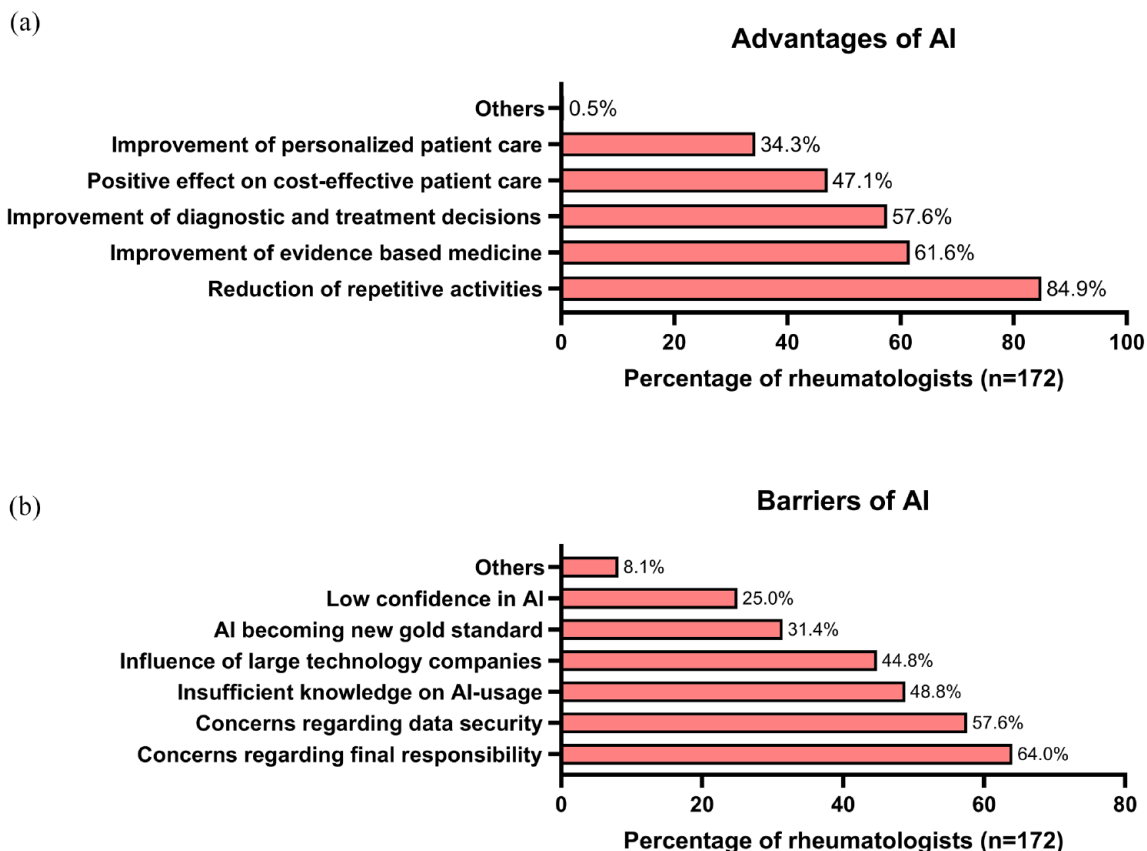 (a)
Advantages of AI
Others 0.5%
Improvement of personalized patient care 34.3%
Positive effect on cost-effective patient care 47.1%
Improvement of diagnostic and treatment decisions 57.6%
Improvement of evidence based medicine 61.6%
Reduction of repetitive activities 84.9%
0 20 40 60 80 100
Percentage of rheumatologists (n=172)
(b)
Barriers of AI
Others 8.1%
Low confidence in AI 25.0%
AI becoming new gold standard 31.4%
Influence of large technology companies 44.8%
Insufficient knowledge on AI-usage 48.8%
Concerns regarding data security 57.6%
Concerns regarding final responsibility 64.0%
0 20 40 60 80
Percentage of rheumatologists (n=172)